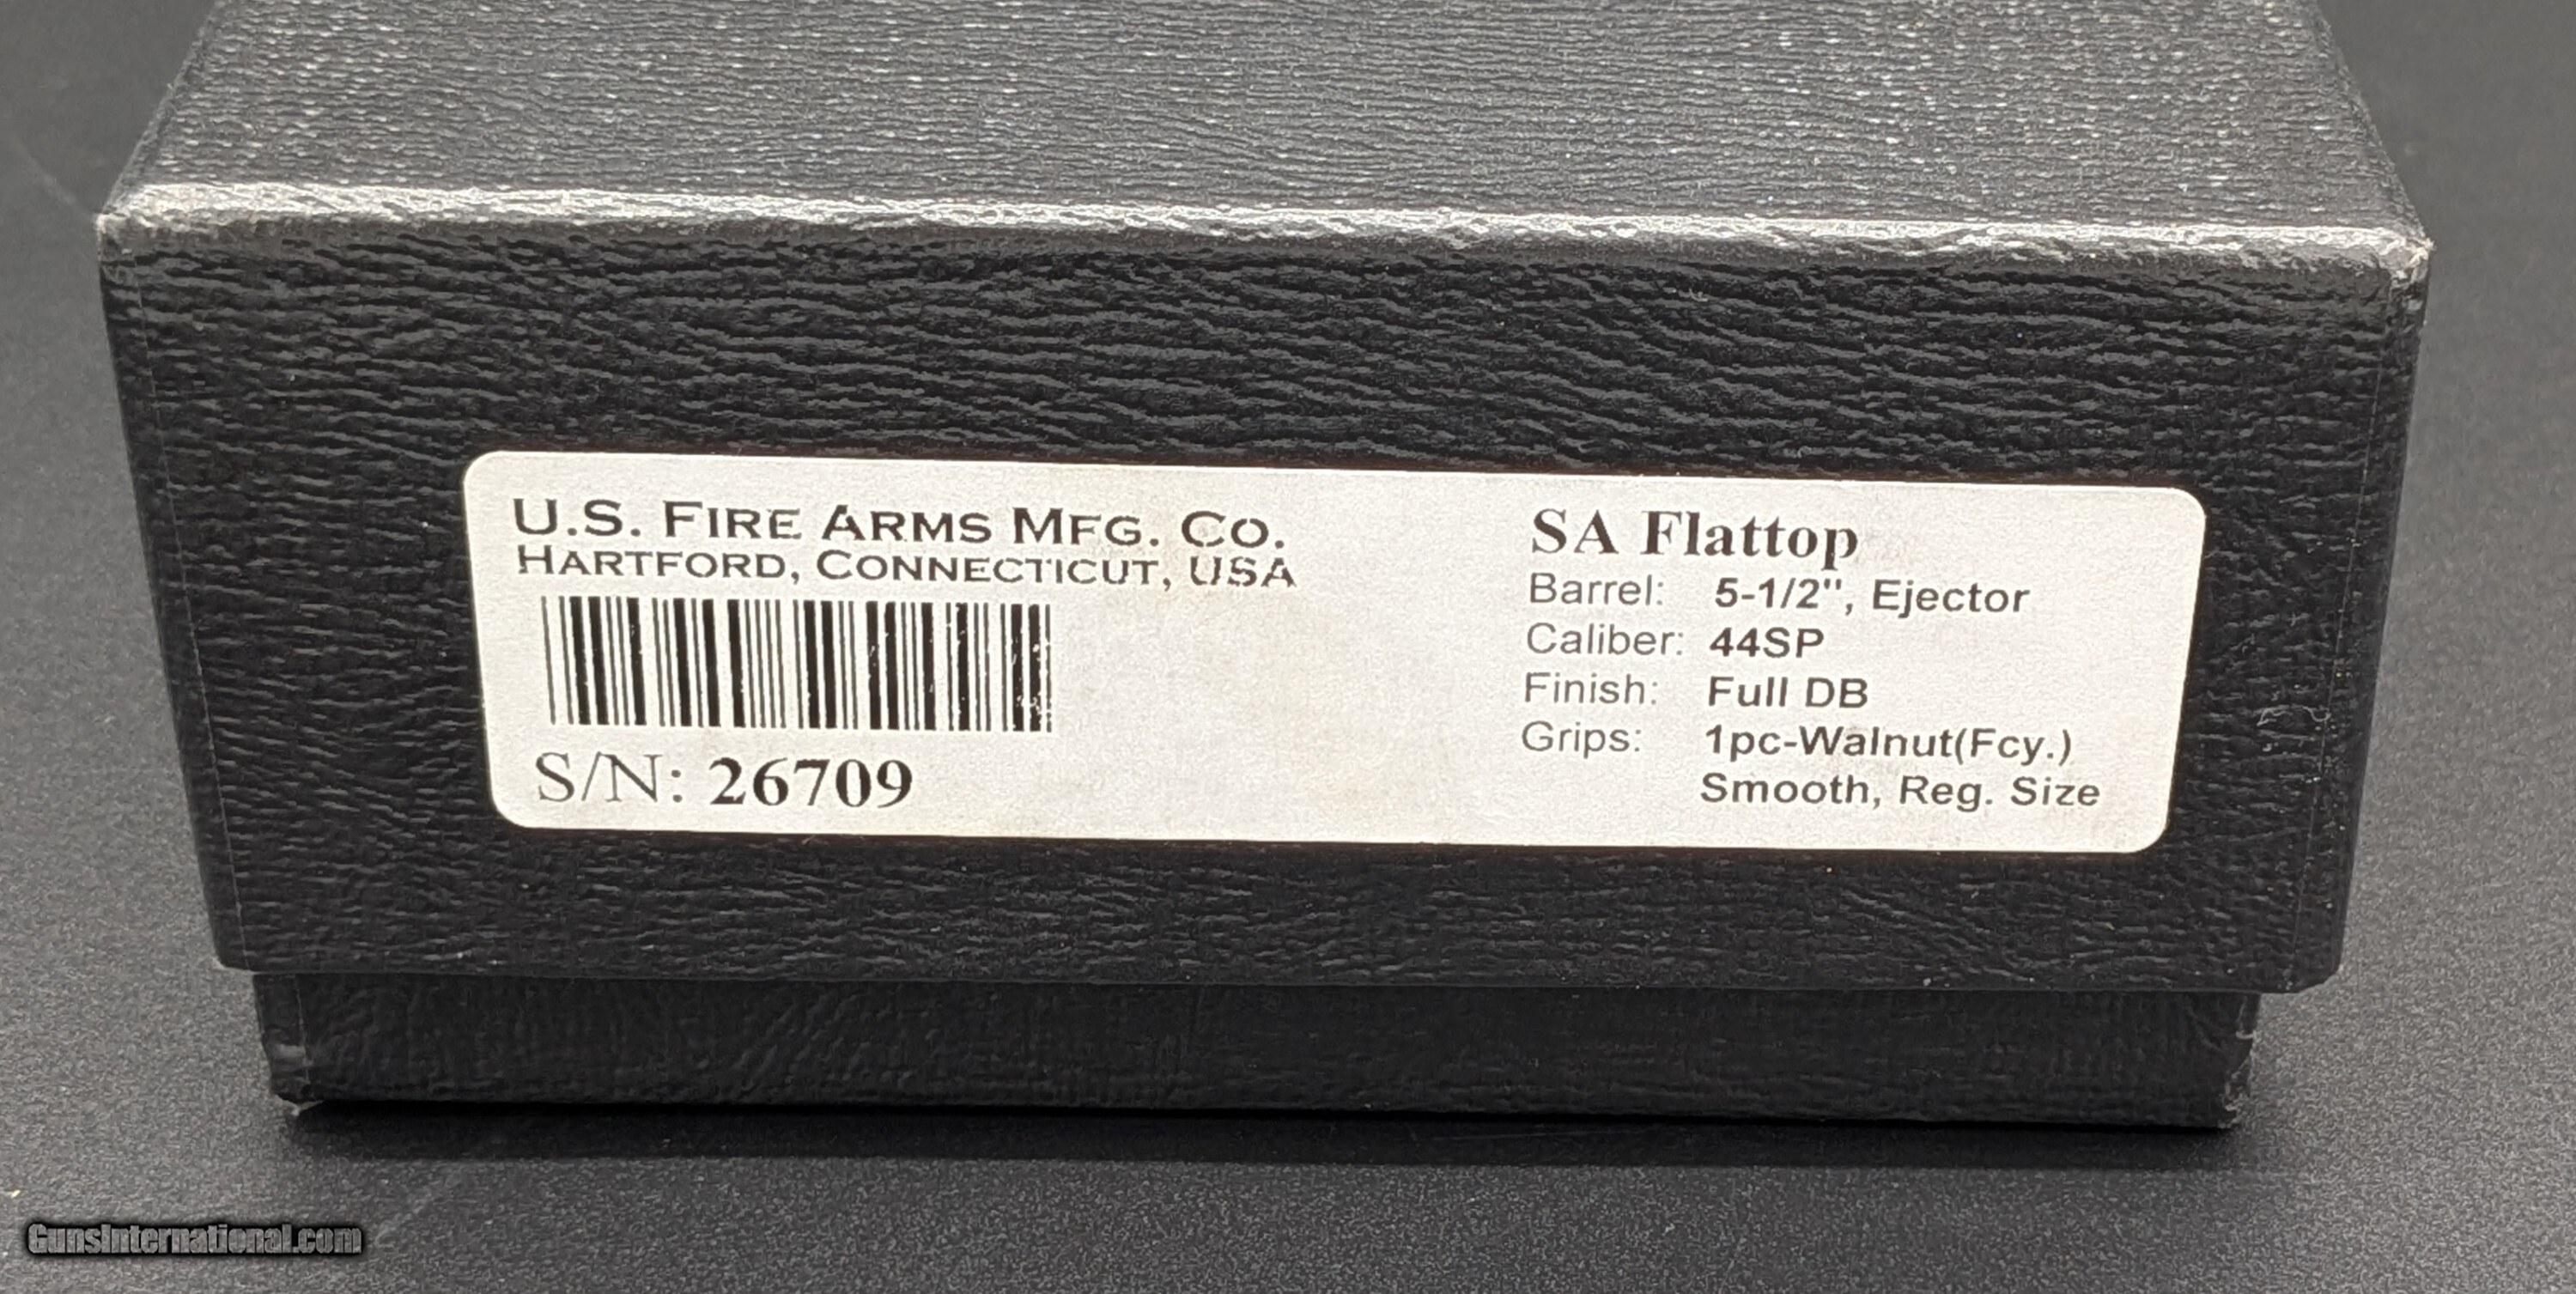 U.S. FIRE ARMS MFG. CO.
HARTFORD, CONNECTICUT, USA
S/N: 26709
SA Flattop
Barrel: 5-1/2", Ejector
Caliber: 44SP
Finish: Full DB
Grips: 1pc-Walnut(Fcy.)
Smooth, Reg. Size
GunsInternational.com